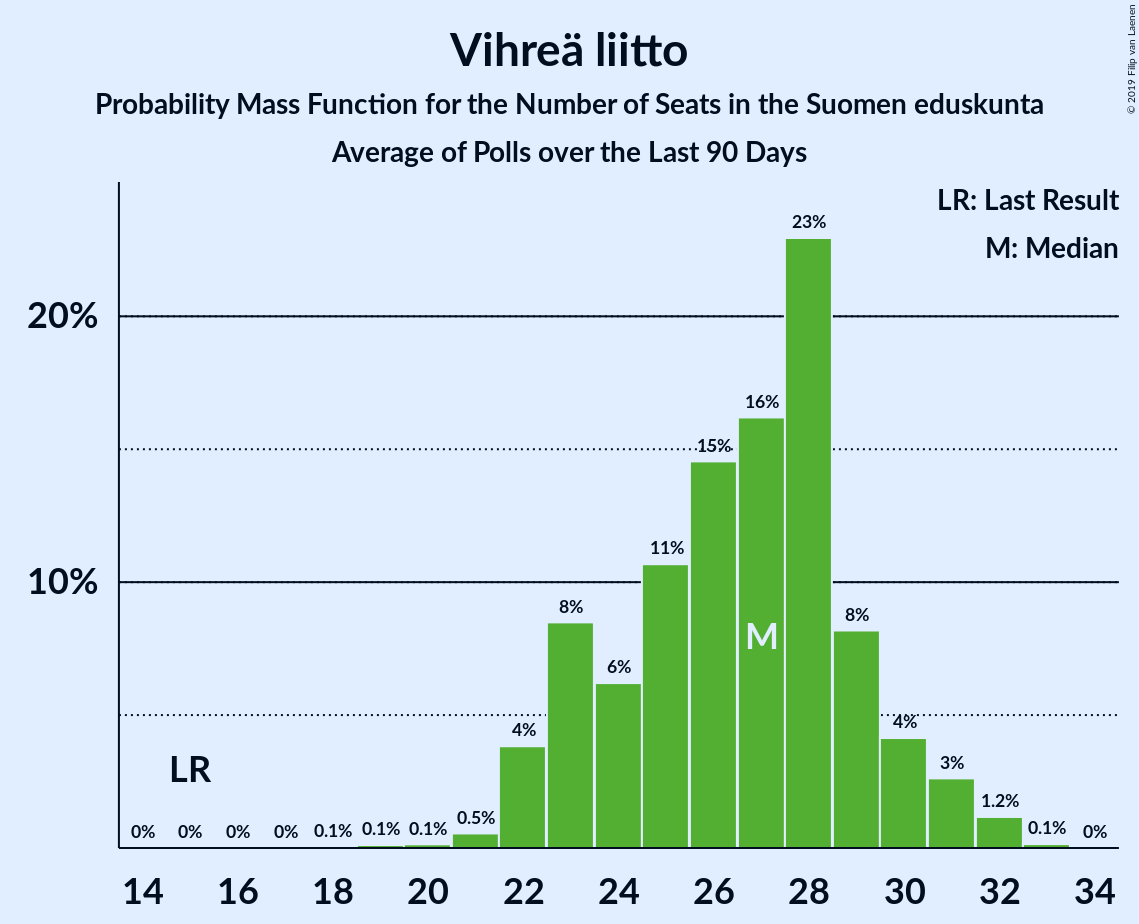 Vihreä liitto
Probability Mass Function for the Number of Seats in the Suomen eduskunta
Average of Polls over the Last 90 Days
© 2019 Filip van Laenen
LR: Last Result
M: Median
23%
20%
16%
15%
11%
10%
8%
8%
M
6%
4%
4%
LR
3%
0% 0% 0% 0% 0.1% 0.1% 0.1% 0.5% 1.2% 0.1% 0%
14 16 18 20 22 24 26 28 30 32 34